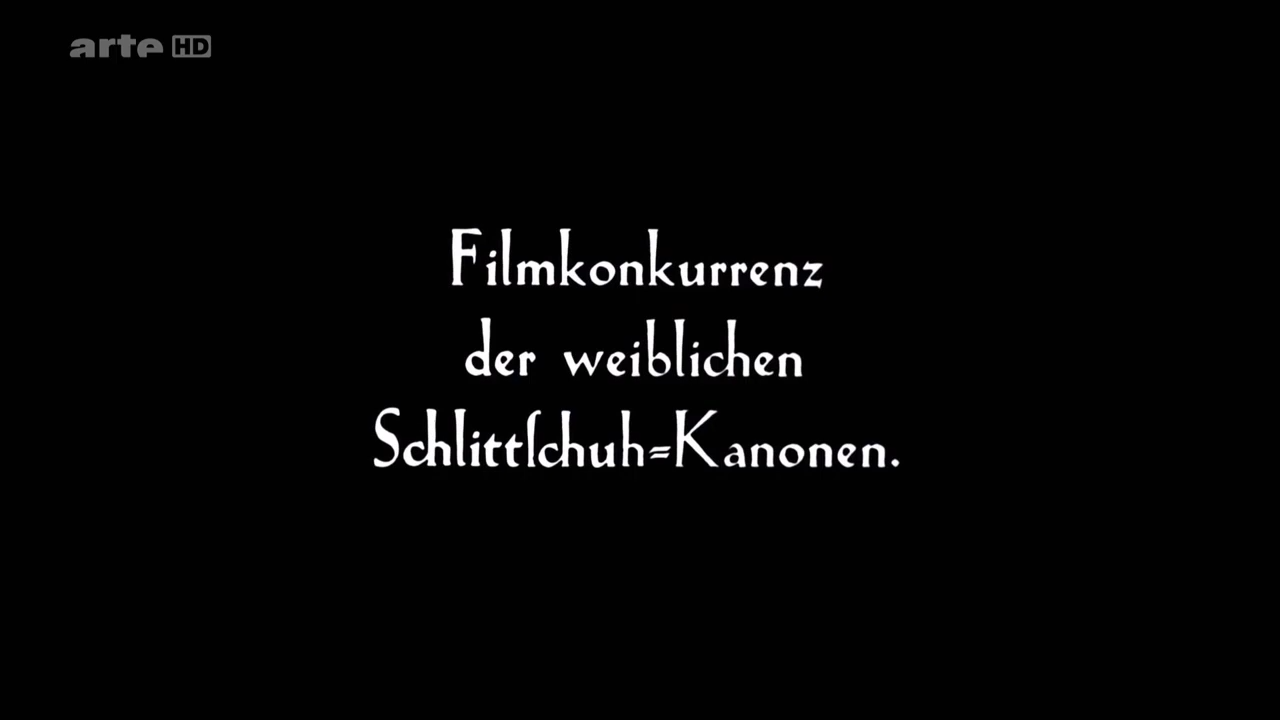 arte HD
Filmkonkurrenz
der weiblichen
Schlittſchuh=Kanonen.